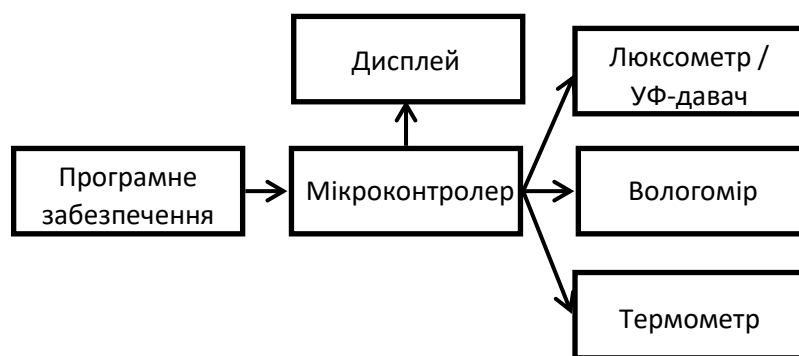 Дисплей
Люксометр /
УФ-давач
Програмне
забезпечення
Мікроконтролер
Вологомір
Термометр